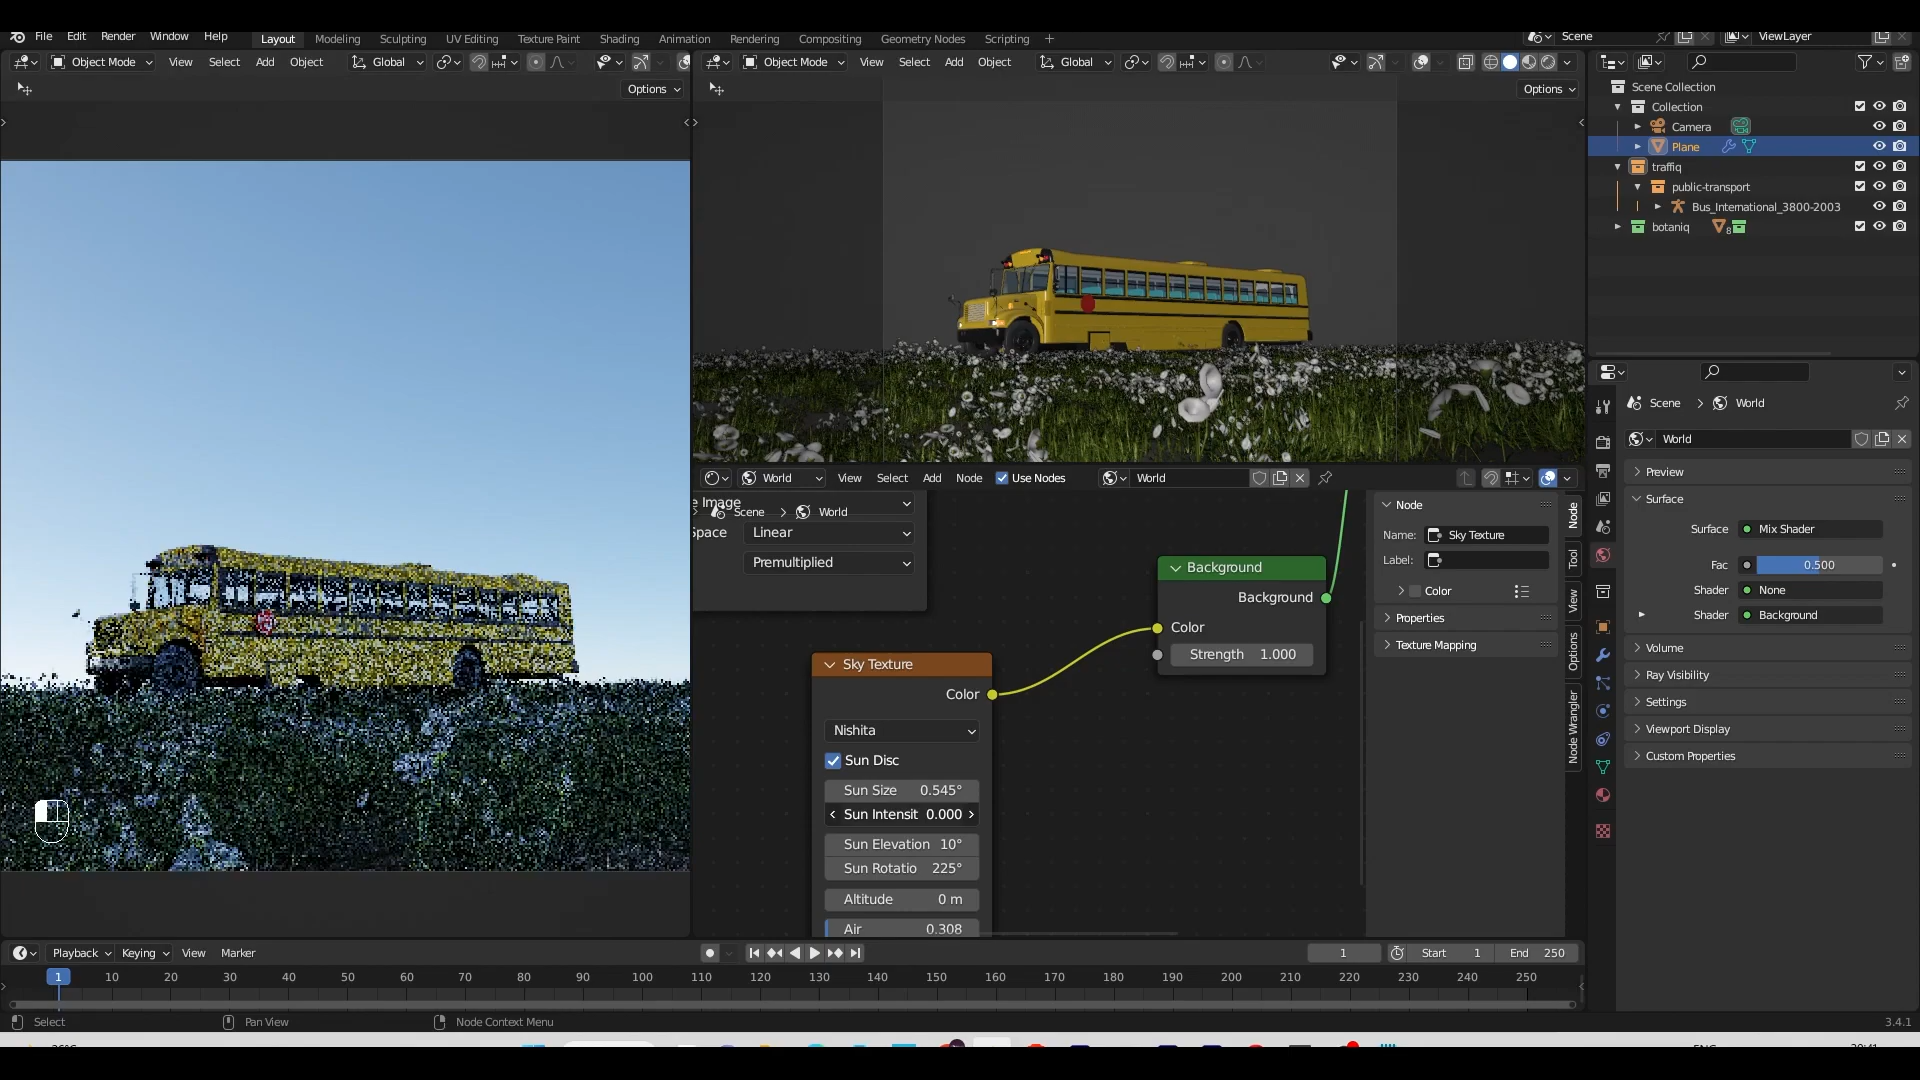 File Edit Render Window Help
Layout Modeling Sculpting UV Editing Texture Paint Shading Animation Rendering Compositing Geometry Nodes Scripting +
Scene
ViewLayer
Object Mode View Select Add Object Global
Options
Object Mode View Select Add Object Global
Options
Scene Collection
Collection
Camera
Plane
traffiq
public-transport
Bus_International_3800-2003
botaniq 8
Scene > World
World
Preview
Surface
Surface Mix Shader
Fac 0.500
Shader None
Shader Background
Volume
Ray Visibility
Settings
Viewport Display
Custom Properties
World View Select Add Node Use Nodes World
e Image
Scene > World
Space Linear
Premultiplied
Background
Background
Color
Strength 1.000
Sky Texture
Color
Nishita
Sun Disc
Sun Size 0.545°
Sun Intensit 0.000
Sun Elevation 10°
Sun Rotatio 225°
Altitude 0 m
Air 0.308
Node
Name: Sky Texture
Label:
Color
Properties
Texture Mapping
Node
Tool
View
Options
Node Wrangler
Playback Keying View Marker
1 Start 1 End 250
1 10 20 30 40 50 60 70 80 90 100 110 120 130 140 150 160 170 180 190 200 210 220 230 240 250
Select Pan View Node Context Menu 3.4.1